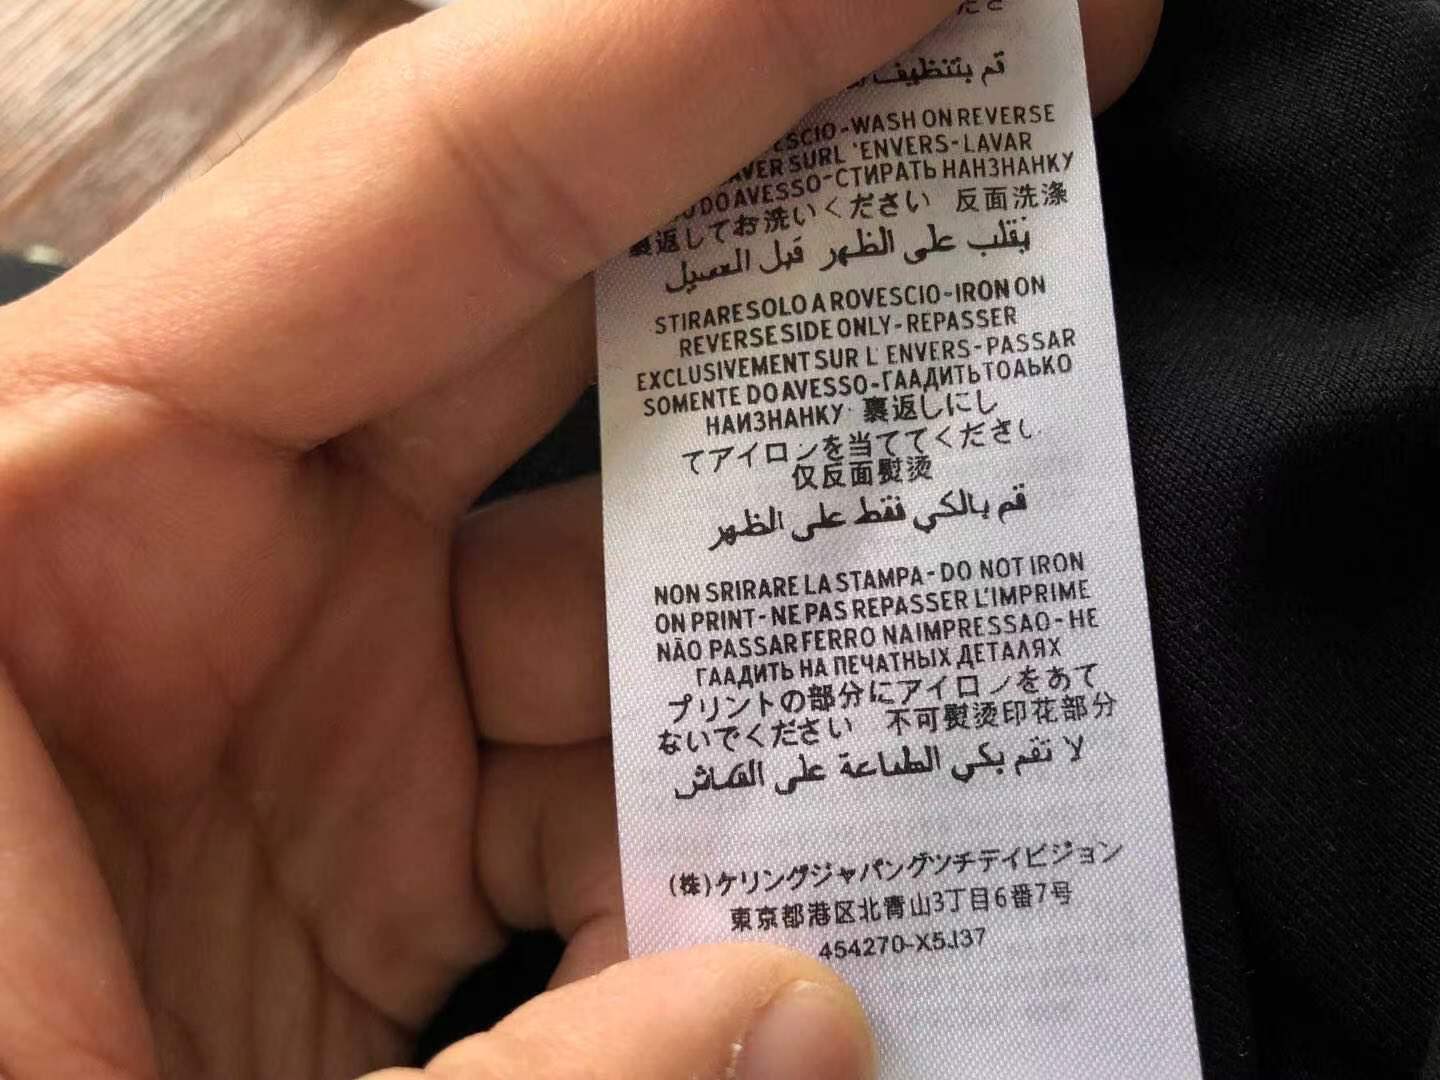 قم بتنظيف
ESCIO-WASH ON REVERSE
AVER SURL 'ENVERS-LAVAR
DO AVESSO-СТИРАТЬ НАНЗНАНКУ
裏返してお洗いください 反面洗涤
بقلب على الظهر قبل الغسيل
STIRARE SOLO A ROVESCIO-IRON ON
REVERSE SIDE ONLY-REPASSER
EXCLUSIVEMENT SUR L' ENVERS-PASSAR
SOMENTE DO AVESSO-ГААДИТЬ ТОАЬКО
НАИЗНАНКУ 裏返しにし
てアイロンを当ててください
仅反面熨烫
قم بالكي فقط على الظهر
NON SRIRARE LA STAMPA-DO NOT IRON
ON PRINT-NE PAS REPASSER L'IMPRIME
NÃO PASSAR FERRO NA IMPRESSAO-НЕ
ГААДИТЬ НА ПЕЧАТНЫХ ДЕТАЛЯХ
プリントの部分にアイロンをあて
ないでください 不可熨烫印花部分
لا تقم بكي الطباعة على القماش
(株)ケリングジャパングツチデイビジョン
東京都港区北青山3丁目6番7号
454270-X5J37